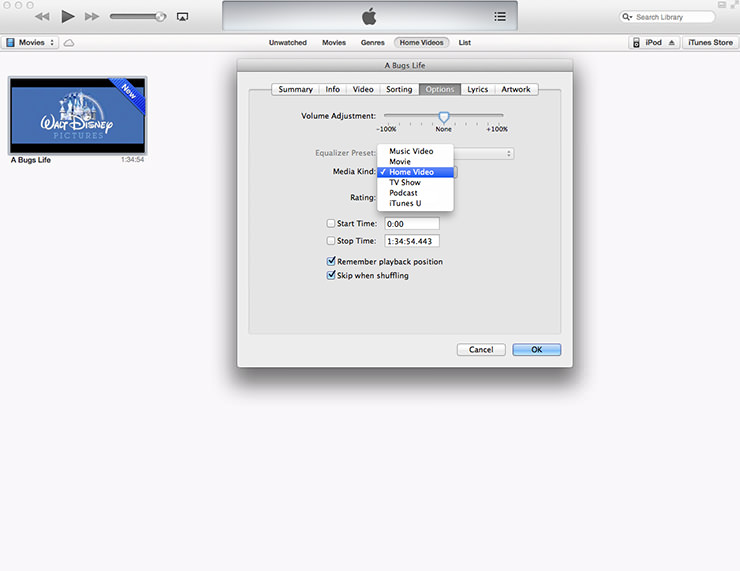 Search Library
Movies
Unwatched Movies Genres Home Videos List
iPod iTunes Store
New
WALT DISNEY
PICTURES
A Bugs Life 1:34:54
A Bugs Life
Summary Info Video Sorting Options Lyrics Artwork
Volume Adjustment:
-100% None +100%
Equalizer Preset:
Media Kind:
Music Video
Movie
✓ Home Video
TV Show
Podcast
iTunes U
Rating:
Start Time: 0:00
Stop Time: 1:34:54.443
Remember playback position
Skip when shuffling
Cancel OK